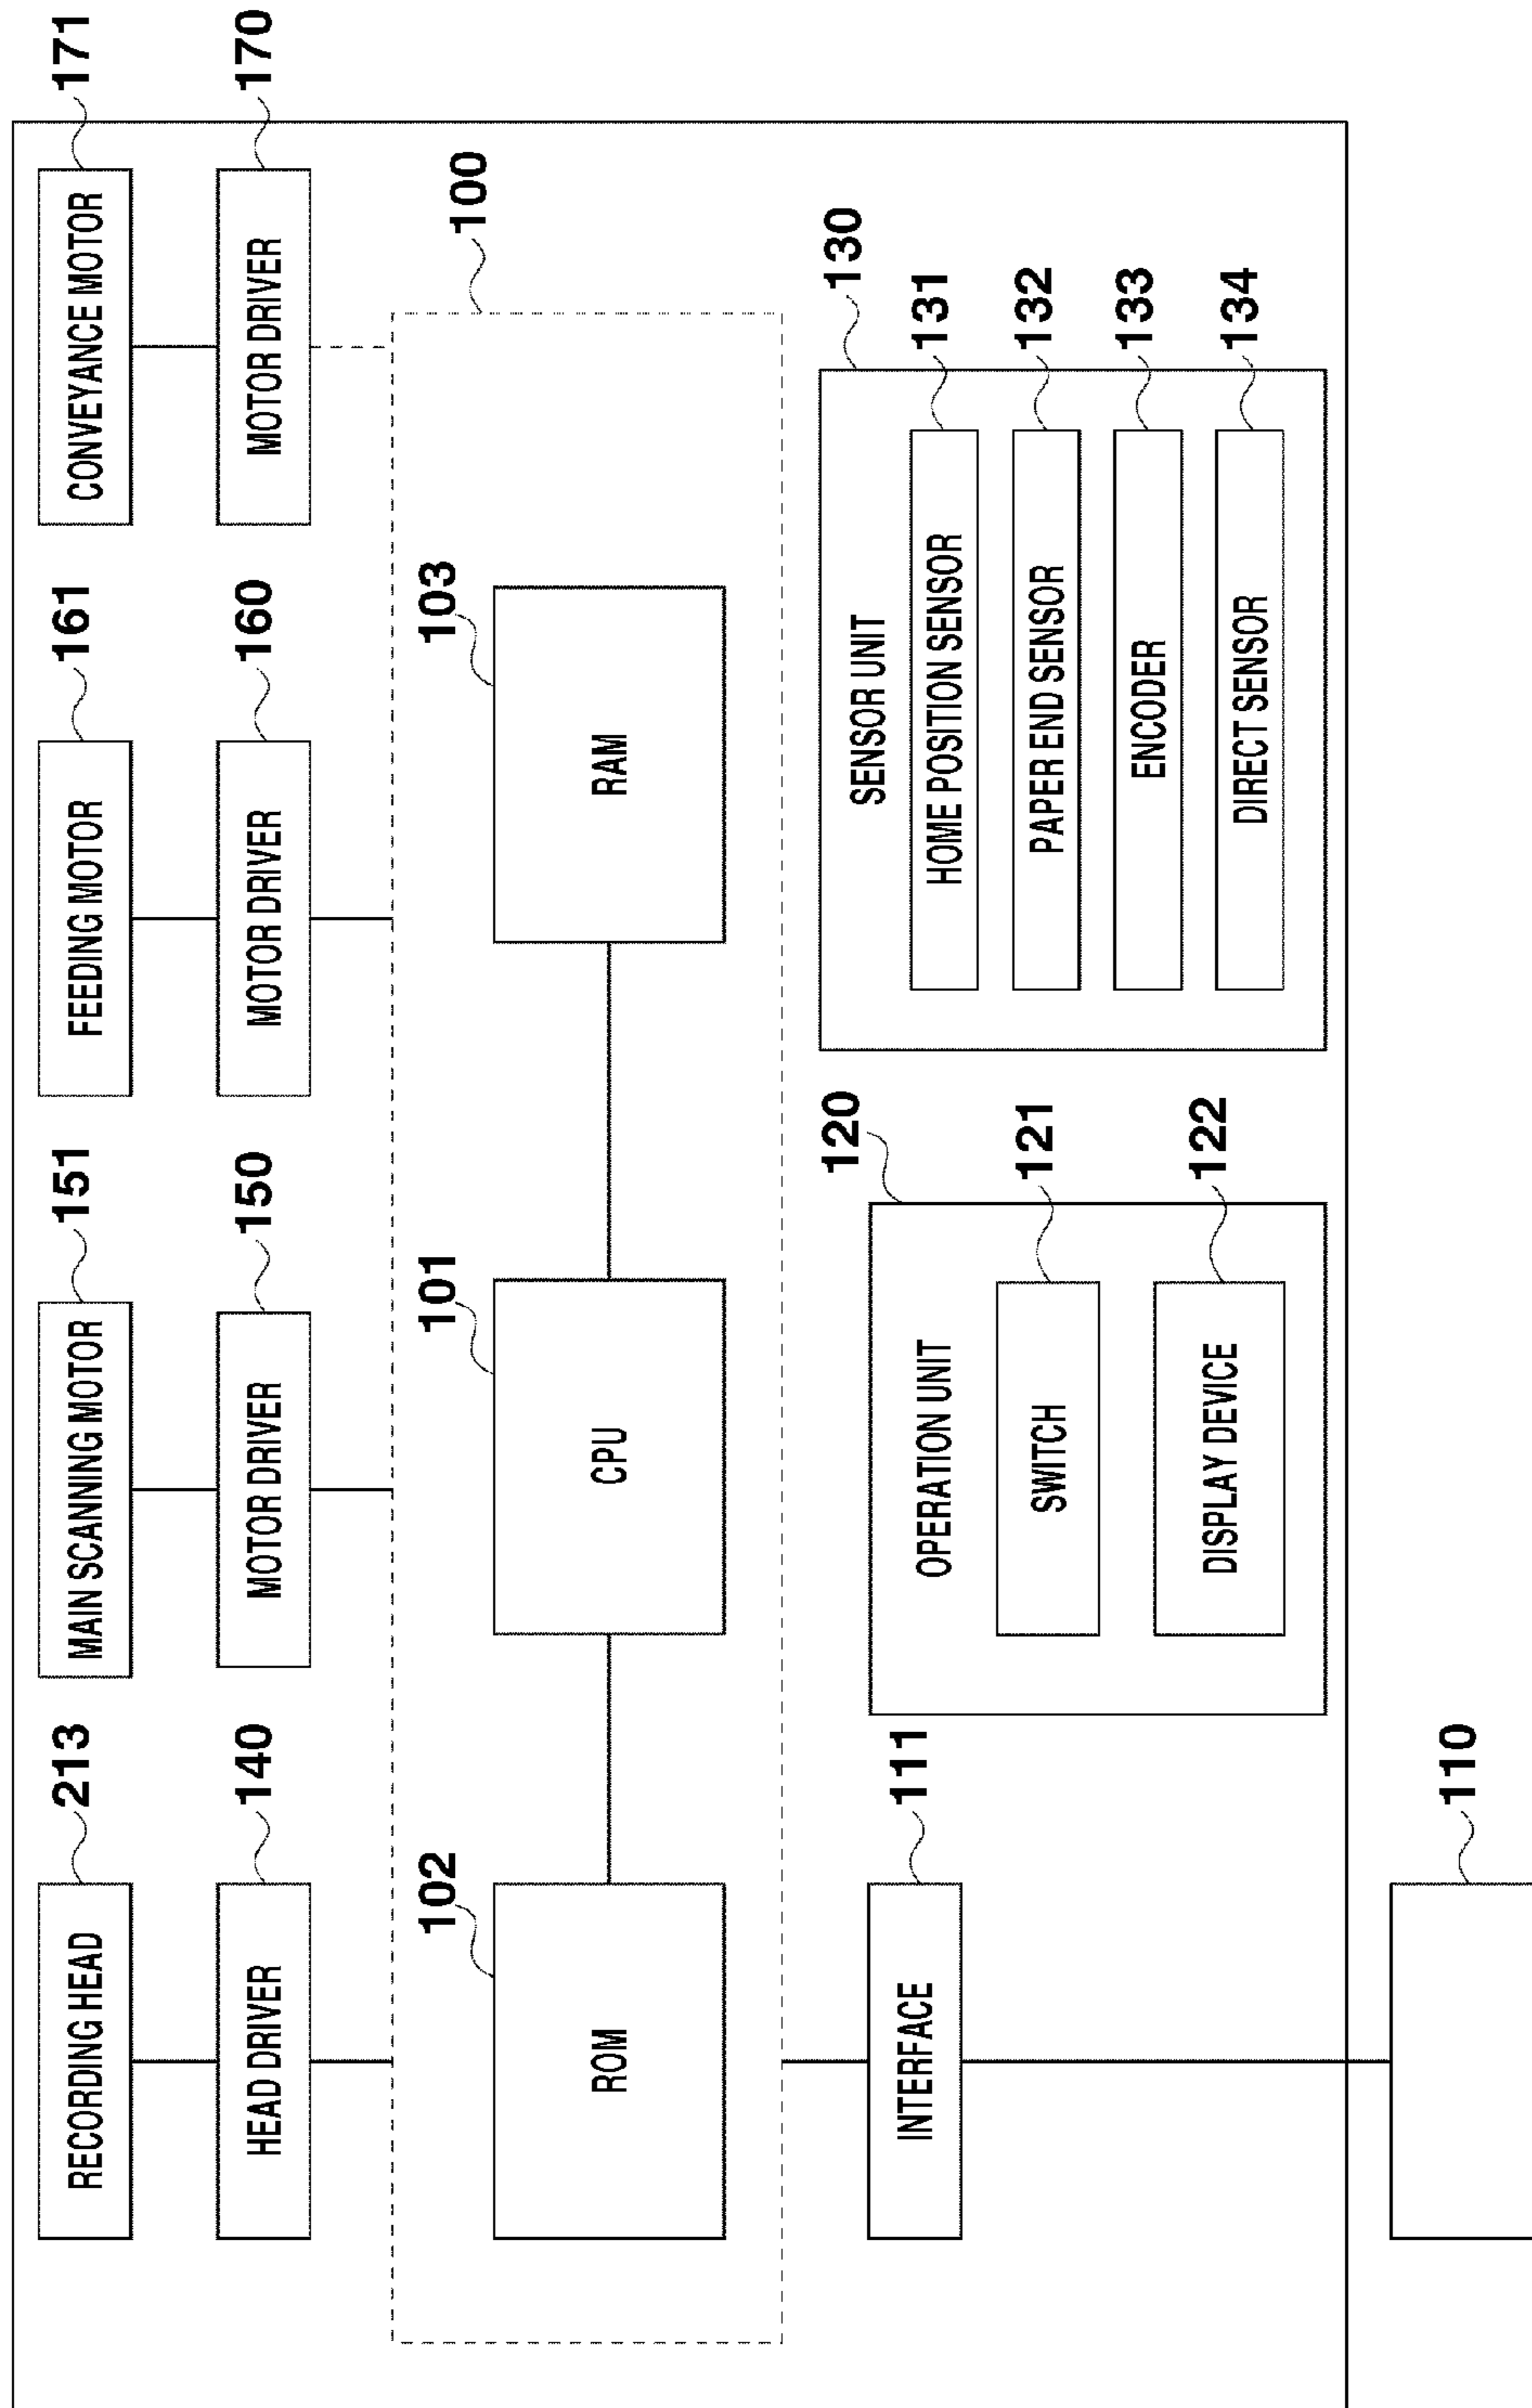 213
151
161
171
RECORDING HEAD
MAIN SCANNING MOTOR
FEEDING MOTOR
CONVEYANCE MOTOR
140
150
160
170
HEAD DRIVER
MOTOR DRIVER
MOTOR DRIVER
MOTOR DRIVER
100
102
101
103
ROM
CPU
RAM
111
INTERFACE
120
OPERATION UNIT
SWITCH
121
DISPLAY DEVICE
122
130
SENSOR UNIT
HOME POSITION SENSOR
131
PAPER END SENSOR
132
ENCODER
133
DIRECT SENSOR
134
110